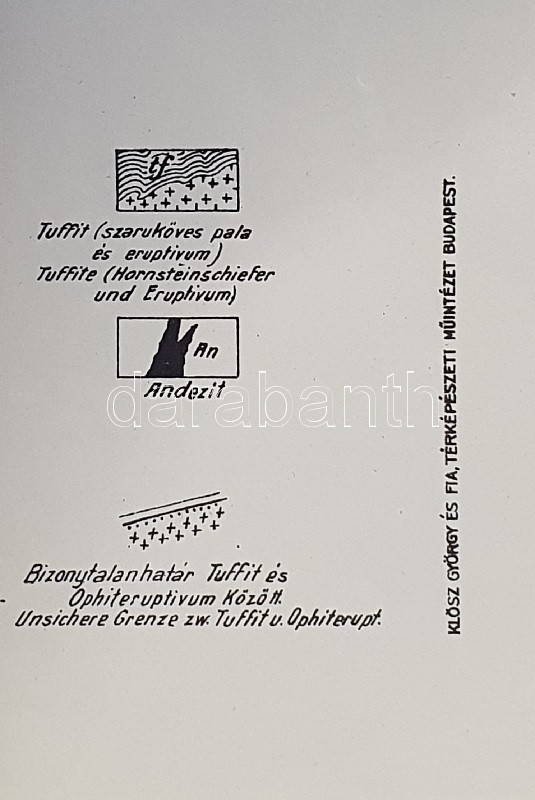 tf
Tuffit (szaruköves pala
és eruptivum)
Tuffite (Hornsteinschiefer
und Eruptivum)
An
Andezit
darabanth
Bizonytalan határ Tuffit és
Ophiteruptivum Között.
Unsichere Grenze zw. Tuffit u. Ophiterupt.
KLÖSZ GYÖRGY ÉS FIA, TÉRKÉPÉSZETI MŰINTÉZET BUDAPEST.